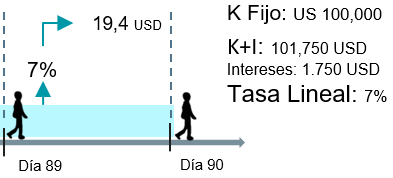 19,4 USD
7%
Día 89
Día 90
K Fijo: US 100,000
K+I: 101,750 USD
Intereses: 1.750 USD
Tasa Lineal: 7%